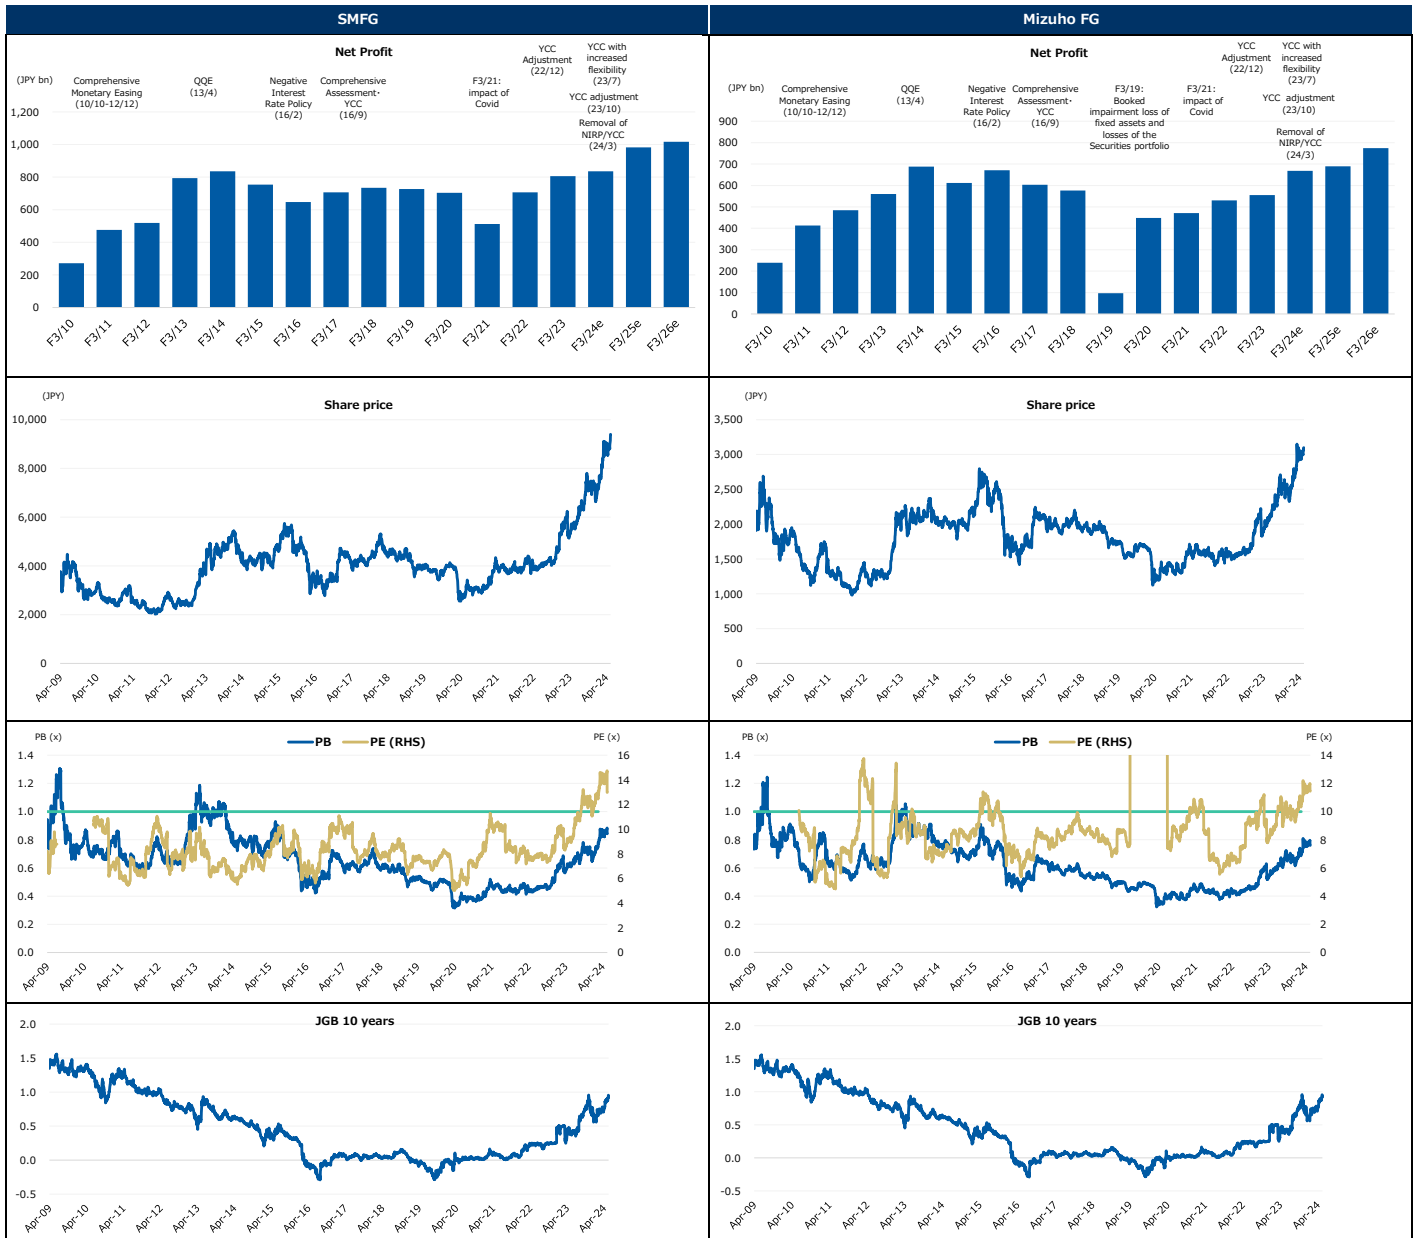 SMFG
Net Profit
(JPY bn)
Comprehensive
Monetary Easing
(10/10-12/12)
QQE
(13/4)
Negative
Interest
Rate Policy
(16/2)
Comprehensive
Assessment･
YCC
(16/9)
F3/21:
impact of
Covid
YCC
Adjustment
(22/12)
YCC with
increased
flexibility
(23/7)
YCC adjustment
(23/10)
Removal of
NIRP/YCC
(24/3)
1,200
1,000
800
600
400
200
0
F3/10
F3/11
F3/12
F3/13
F3/14
F3/15
F3/16
F3/17
F3/18
F3/19
F3/20
F3/21
F3/22
F3/23
F3/24e
F3/25e
F3/26e
Mizuho FG
Net Profit
(JPY bn)
Comprehensive
Monetary Easing
(10/10-12/12)
QQE
(13/4)
Negative
Interest
Rate Policy
(16/2)
Comprehensive
Assessment･
YCC
(16/9)
F3/19:
Booked
impairment loss of
fixed assets and
losses of the
Securities portfolio
F3/21:
impact of
Covid
YCC
Adjustment
(22/12)
YCC with
increased
flexibility
(23/7)
YCC adjustment
(23/10)
Removal of
NIRP/YCC
(24/3)
900
800
700
600
500
400
300
200
100
0
F3/10
F3/11
F3/12
F3/13
F3/14
F3/15
F3/16
F3/17
F3/18
F3/19
F3/20
F3/21
F3/22
F3/23
F3/24e
F3/25e
F3/26e
(JPY)
Share price
10,000
8,000
6,000
4,000
2,000
0
Apr-09
Apr-10
Apr-11
Apr-12
Apr-13
Apr-14
Apr-15
Apr-16
Apr-17
Apr-18
Apr-19
Apr-20
Apr-21
Apr-22
Apr-23
Apr-24
(JPY)
Share price
3,500
3,000
2,500
2,000
1,500
1,000
500
0
Apr-09
Apr-10
Apr-11
Apr-12
Apr-13
Apr-14
Apr-15
Apr-16
Apr-17
Apr-18
Apr-19
Apr-20
Apr-21
Apr-22
Apr-23
Apr-24
PB (x)
PB
PE (RHS)
PE (x)
1.4
1.2
1.0
0.8
0.6
0.4
0.2
0.0
16
14
12
10
8
6
4
2
0
Apr-09
Apr-10
Apr-11
Apr-12
Apr-13
Apr-14
Apr-15
Apr-16
Apr-17
Apr-18
Apr-19
Apr-20
Apr-21
Apr-22
Apr-23
Apr-24
PB (x)
PB
PE (RHS)
PE (x)
1.4
1.2
1.0
0.8
0.6
0.4
0.2
0.0
14
12
10
8
6
4
2
0
Apr-09
Apr-10
Apr-11
Apr-12
Apr-13
Apr-14
Apr-15
Apr-16
Apr-17
Apr-18
Apr-19
Apr-20
Apr-21
Apr-22
Apr-23
Apr-24
JGB 10 years
2.0
1.5
1.0
0.5
0.0
-0.5
Apr-09
Apr-10
Apr-11
Apr-12
Apr-13
Apr-14
Apr-15
Apr-16
Apr-17
Apr-18
Apr-19
Apr-20
Apr-21
Apr-22
Apr-23
Apr-24
JGB 10 years
2.0
1.5
1.0
0.5
0.0
-0.5
Apr-09
Apr-10
Apr-11
Apr-12
Apr-13
Apr-14
Apr-15
Apr-16
Apr-17
Apr-18
Apr-19
Apr-20
Apr-21
Apr-22
Apr-23
Apr-24